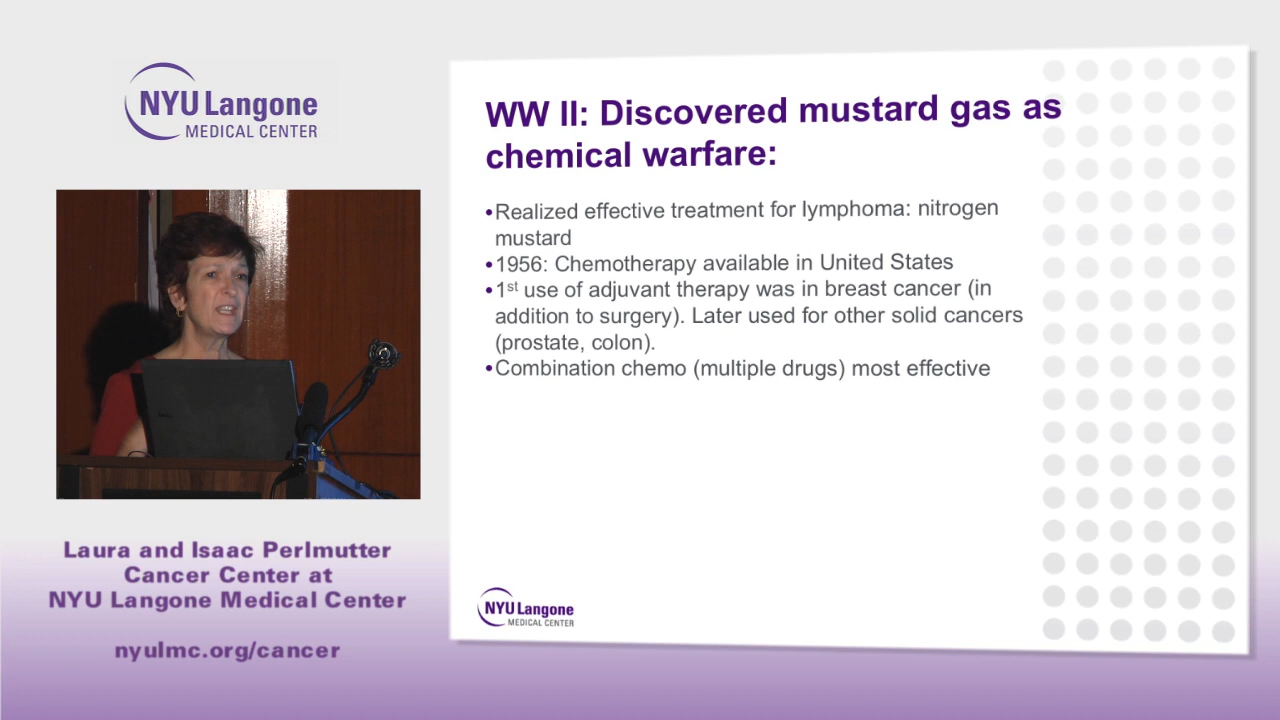 NYU Langone
MEDICAL CENTER
Laura and Isaac Perlmutter
Cancer Center at
NYU Langone Medical Center
nyulmc.org/cancer
WW II: Discovered mustard gas as
chemical warfare:
•Realized effective treatment for lymphoma: nitrogen
mustard
•1956: Chemotherapy available in United States
•1st use of adjuvant therapy was in breast cancer (in
addition to surgery). Later used for other solid cancers
(prostate, colon).
•Combination chemo (multiple drugs) most effective
NYU Langone
MEDICAL CENTER